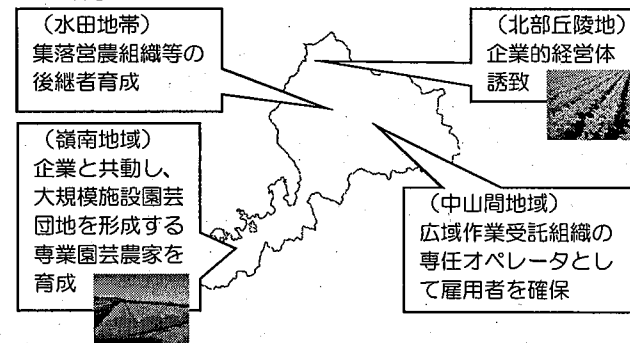 （水田地帯）
集落営農組織等の
後継者育成
（北部丘陵地）
企業的経営体
誘致
（嶺南地域）
企業と共動し、
大規模施設園芸
団地を形成する
専業園芸農家を
育成
（中山間地域）
広域作業受託組織の
専任オペレータとし
て雇用者を確保